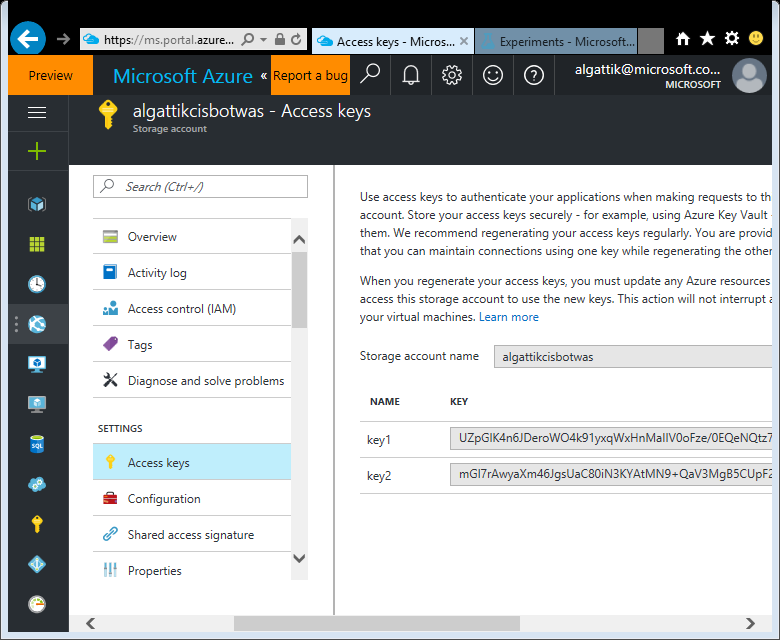 https://ms.portal.azure...
Access keys - Micros...
Experiments - Microsoft...
Preview
Microsoft Azure
«
Report a bug
algattik@microsoft.co...
MICROSOFT
algattikcisbotwas - Access keys
Storage account
Search (Ctrl+/)
Overview
Activity log
Access control (IAM)
Tags
Diagnose and solve problems
SETTINGS
Access keys
Configuration
Shared access signature
Properties
Use access keys to authenticate your applications when making requests to th
account. Store your access keys securely - for example, using Azure Key Vault -
them. We recommend regenerating your access keys regularly. You are provid
that you can maintain connections using one key while regenerating the other
When you regenerate your access keys, you must update any Azure resources
access this storage account to use the new keys. This action will not interrupt a
your virtual machines. Learn more
Storage account name
algattikcisbotwas
NAME KEY
key1
key2
SQL